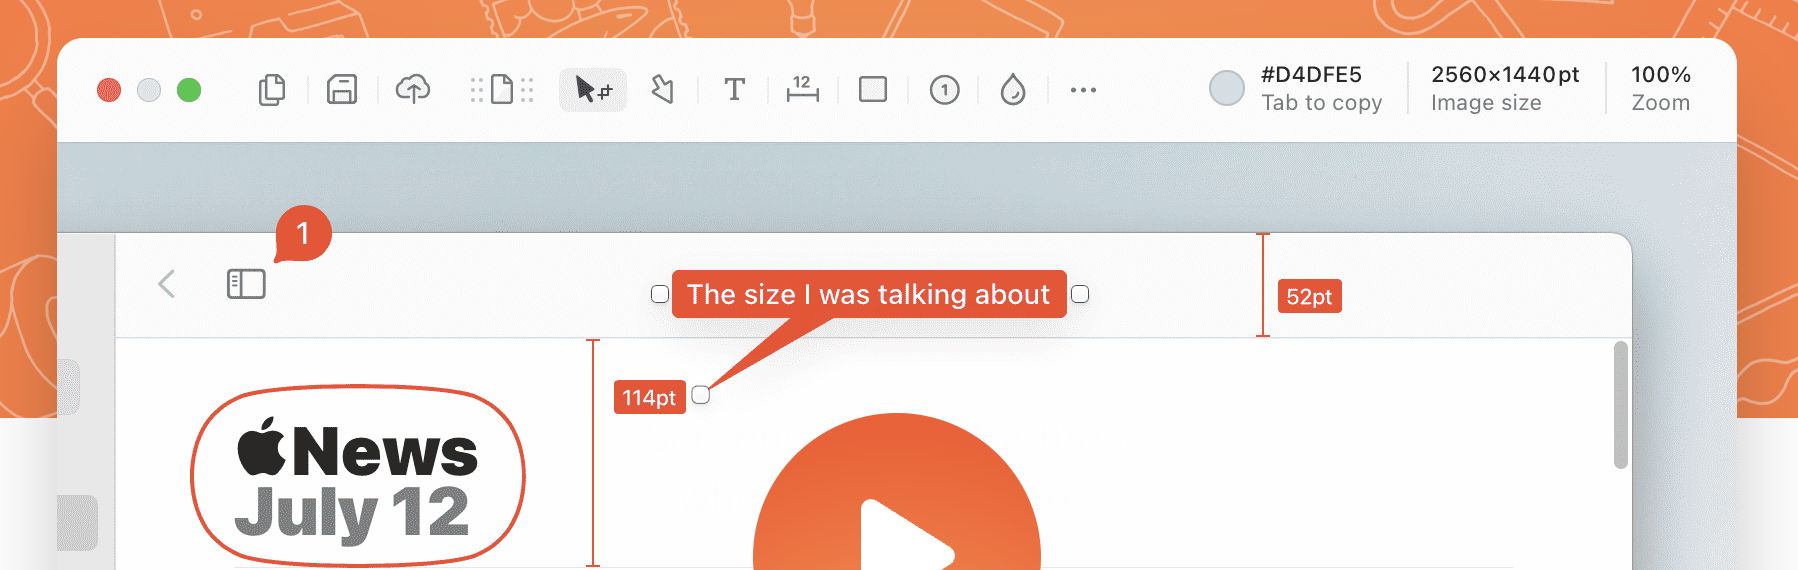 T
12
1
#D4DFE5
Tab to copy
2560×1440pt
Image size
100%
Zoom
1
The size I was talking about
52pt
114pt
News
July 12